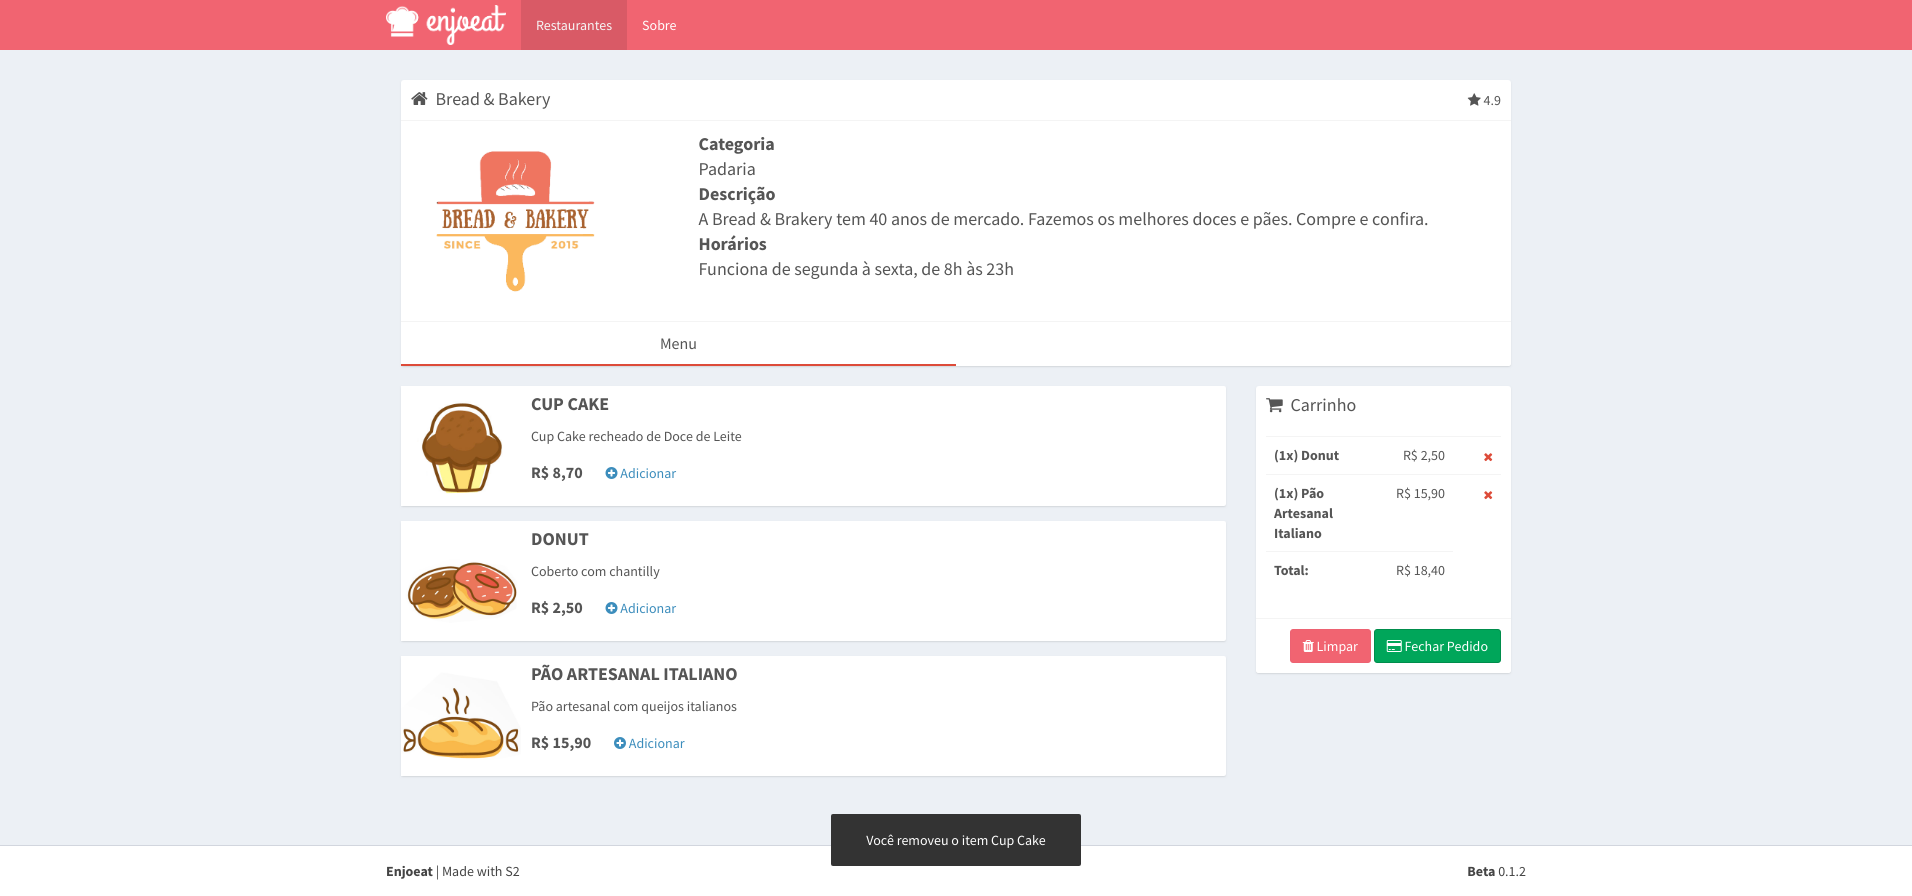 enjoeat Restaurantes Sobre
Bread & Bakery 4.9
BREAD & BAKERY
SINCE 2015
Categoria
Padaria
Descrição
A Bread & Brakery tem 40 anos de mercado. Fazemos os melhores doces e pães. Compre e confira.
Horários
Funciona de segunda à sexta, de 8h às 23h
Menu
CUP CAKE
Cup Cake recheado de Doce de Leite
R$ 8,70 Adicionar
DONUT
Coberto com chantilly
R$ 2,50 Adicionar
PÃO ARTESANAL ITALIANO
Pão artesanal com queijos italianos
R$ 15,90 Adicionar
Carrinho
(1x) Donut R$ 2,50
(1x) Pão R$ 15,90
Artesanal
Italiano
Total: R$ 18,40
Limpar Fechar Pedido
Você removeu o item Cup Cake
Enjoeat | Made with S2 Beta 0.1.2